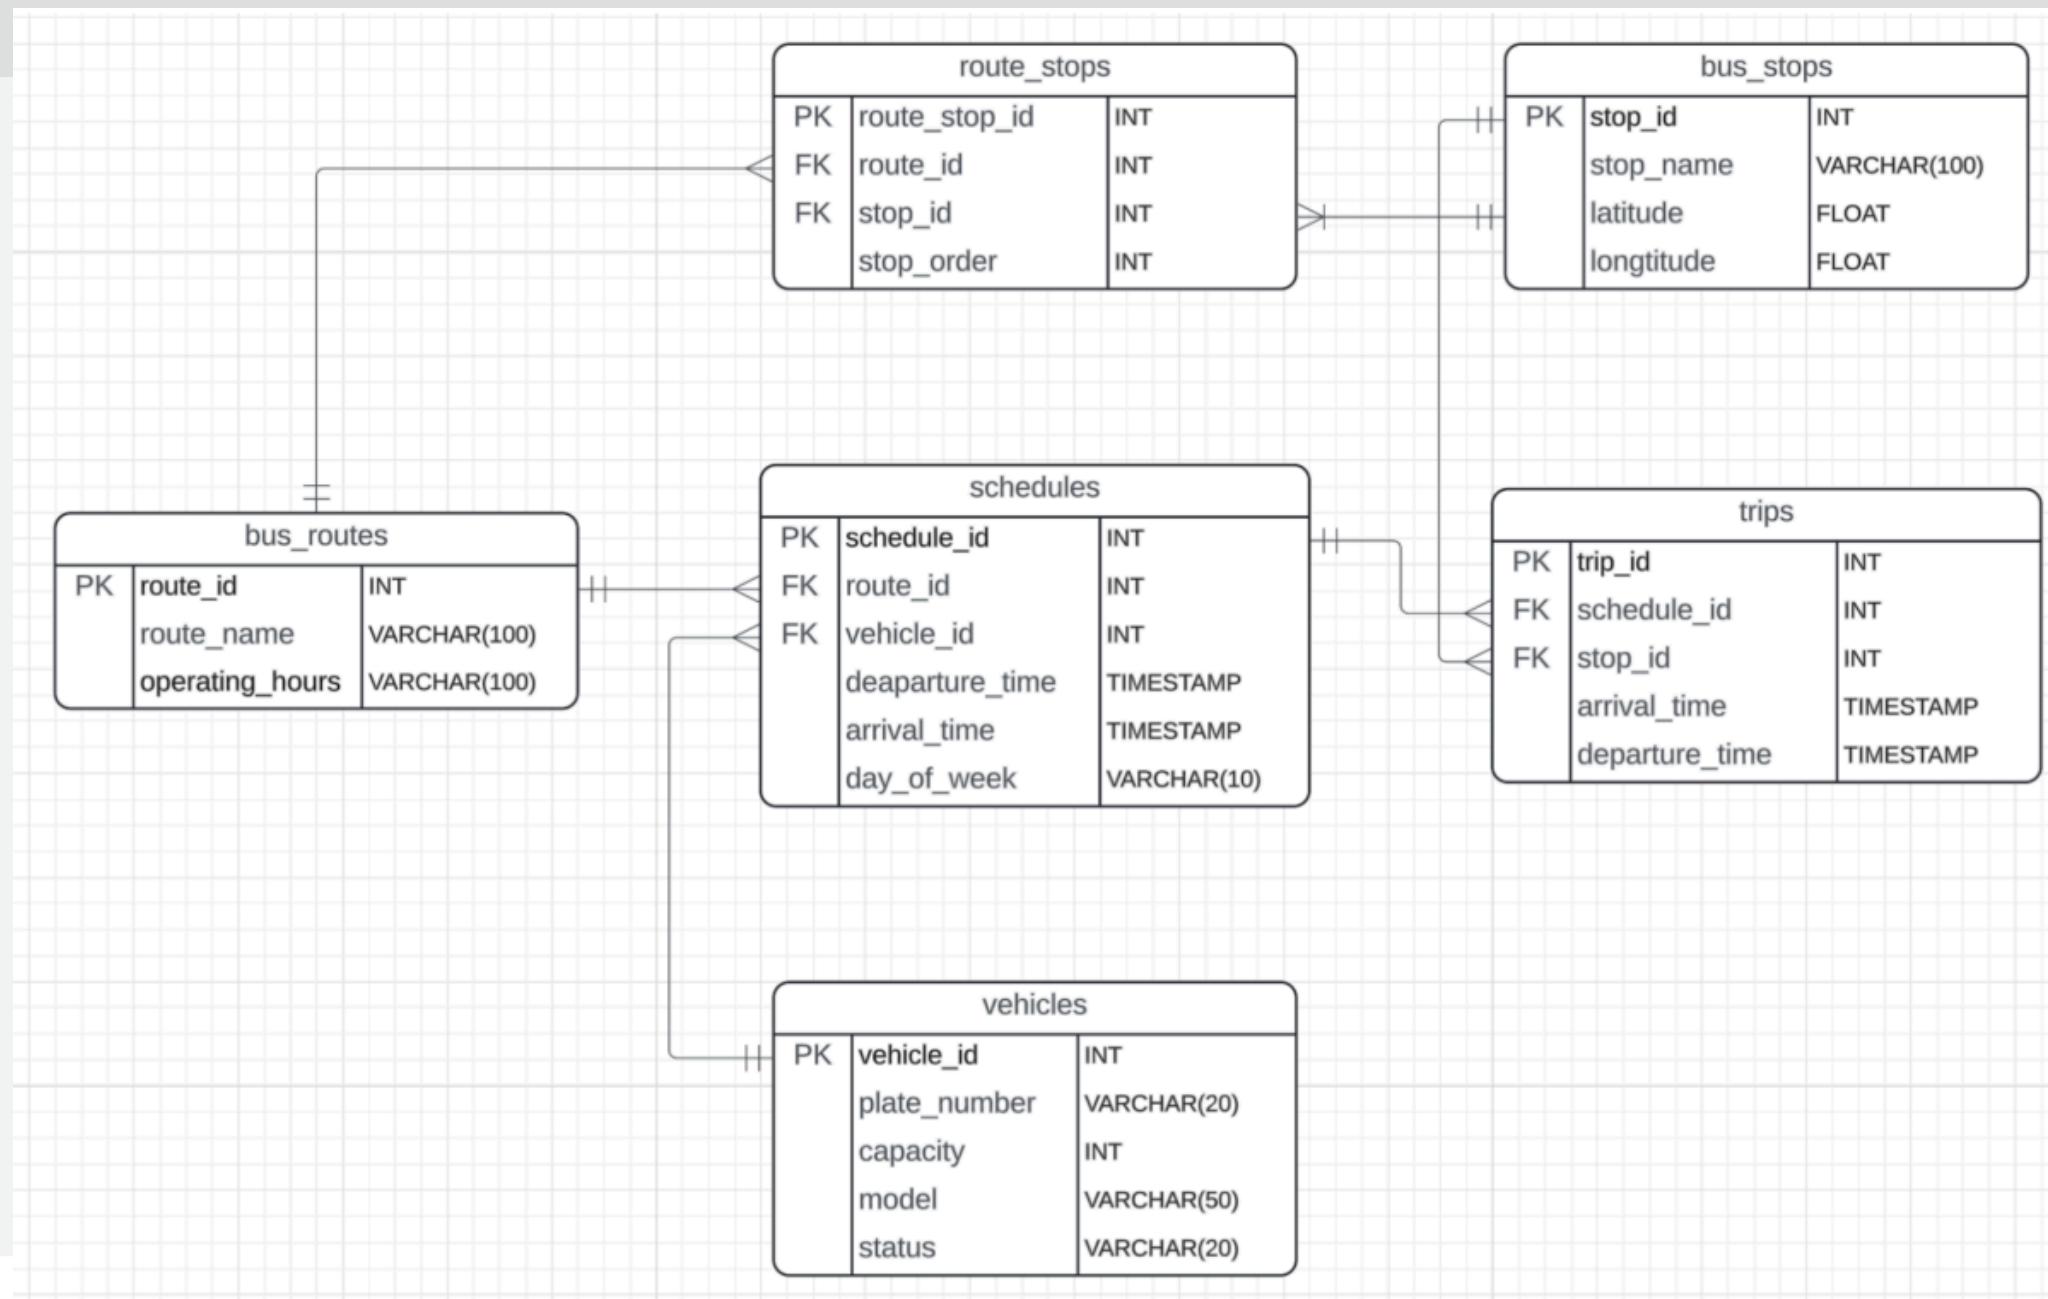 route_stops
PK route_stop_id INT
FK route_id INT
FK stop_id INT
stop_order INT
bus_stops
PK stop_id INT
stop_name VARCHAR(100)
latitude FLOAT
longtitude FLOAT
bus_routes
PK route_id INT
route_name VARCHAR(100)
operating_hours VARCHAR(100)
schedules
PK schedule_id INT
FK route_id INT
FK vehicle_id INT
deaparture_time TIMESTAMP
arrival_time TIMESTAMP
day_of_week VARCHAR(10)
trips
PK trip_id INT
FK schedule_id INT
FK stop_id INT
arrival_time TIMESTAMP
departure_time TIMESTAMP
vehicles
PK vehicle_id INT
plate_number VARCHAR(20)
capacity INT
model VARCHAR(50)
status VARCHAR(20)